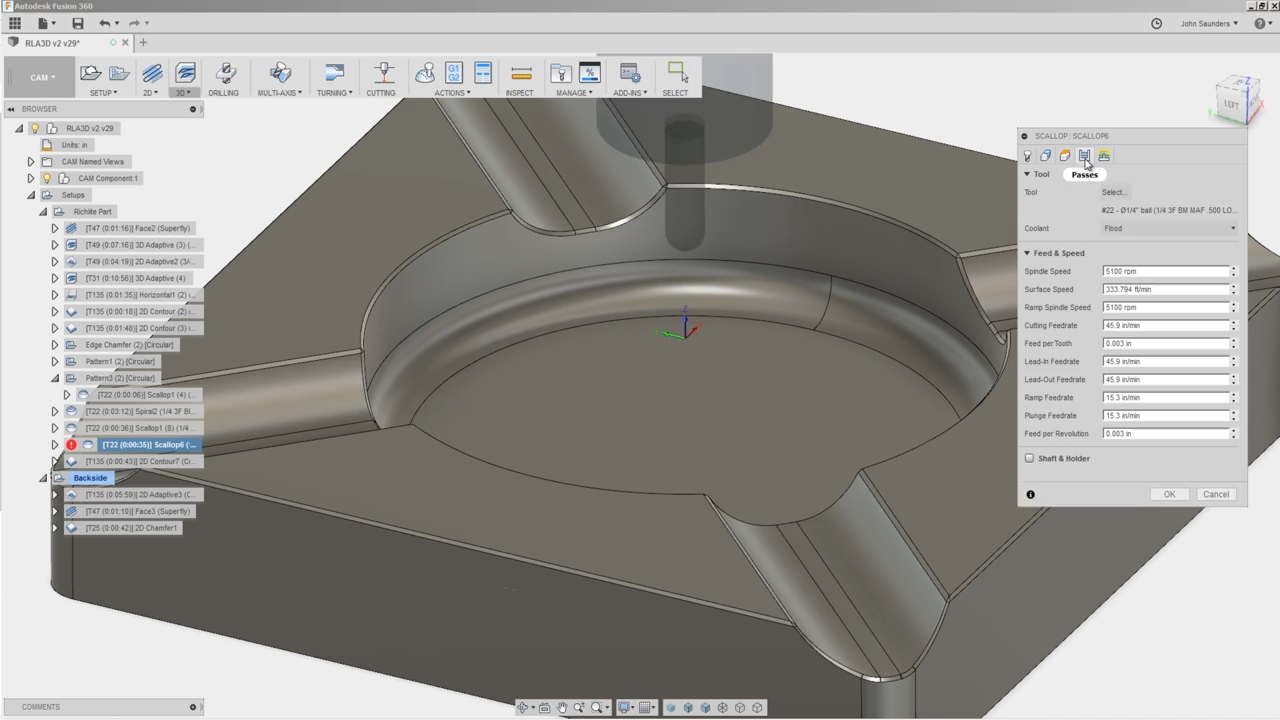 Autodesk Fusion 360
John Saunders
RLA3D v2 v29*
CAM
SETUP
2D
3D
DRILLING
MULTI-AXIS
TURNING
CUTTING
G1
G2
ACTIONS
INSPECT
MANAGE
ADD-INS
SELECT
BROWSER
RLA3D v2 v29
Units: in
CAM Named Views
CAM Component:1
Setups
Richlite Part
[T47 (0:01:16)] Face2 (Superfly)
[T49 (0:07:16)] 3D Adaptive (3) (...
[T49 (0:04:19)] 2D Adaptive2 (3/...
[T31 (0:10:56)] 3D Adaptive (4)
[T135 (0:01:35)] Horizontal1 (2) (...
[T135 (0:01:00)] 2D Contour (2) ...
[T135 (0:01:48)] 2D Contour (3) ...
Edge Chamfer (2) [Circular]
Pattern1 (2) [Circular]
Pattern3 (2) [Circular]
[T22 (0:00:06)] Scallop1 (4) (...
[T22 (0:03:12)] Spiral2 (1/4 3F Bl...
[T22 (0:00:36)] Scallop1 (8) (1/4 ...
[T22 (0:00:35)] Scallop6 (...
[T135 (0:00:43)] 2D Contour7 (C...
Backside
[T135 (0:05:59)] 2D Adaptive3 (D...
[T47 (0:01:10)] Face3 (Superfly)
[T25 (0:00:42)] 2D Chamfer1
COMMENTS
Z
LEFT
X
Z
SCALLOP: SCALLOP6
Passes
Tool
Tool Select...
#22 - Ø1/4" ball (1/4 3F BM MAF .500 LO...
Coolant Flood
Feed & Speed
Spindle Speed 5100 rpm
Surface Speed 333.794 ft/min
Ramp Spindle Speed 5100 rpm
Cutting Feedrate 45.9 in/min
Feed per Tooth 0.003 in
Lead-In Feedrate 45.9 in/min
Lead-Out Feedrate 45.9 in/min
Ramp Feedrate 15.3 in/min
Plunge Feedrate 15.3 in/min
Feed per Revolution 0.003 in
Shaft & Holder
OK Cancel